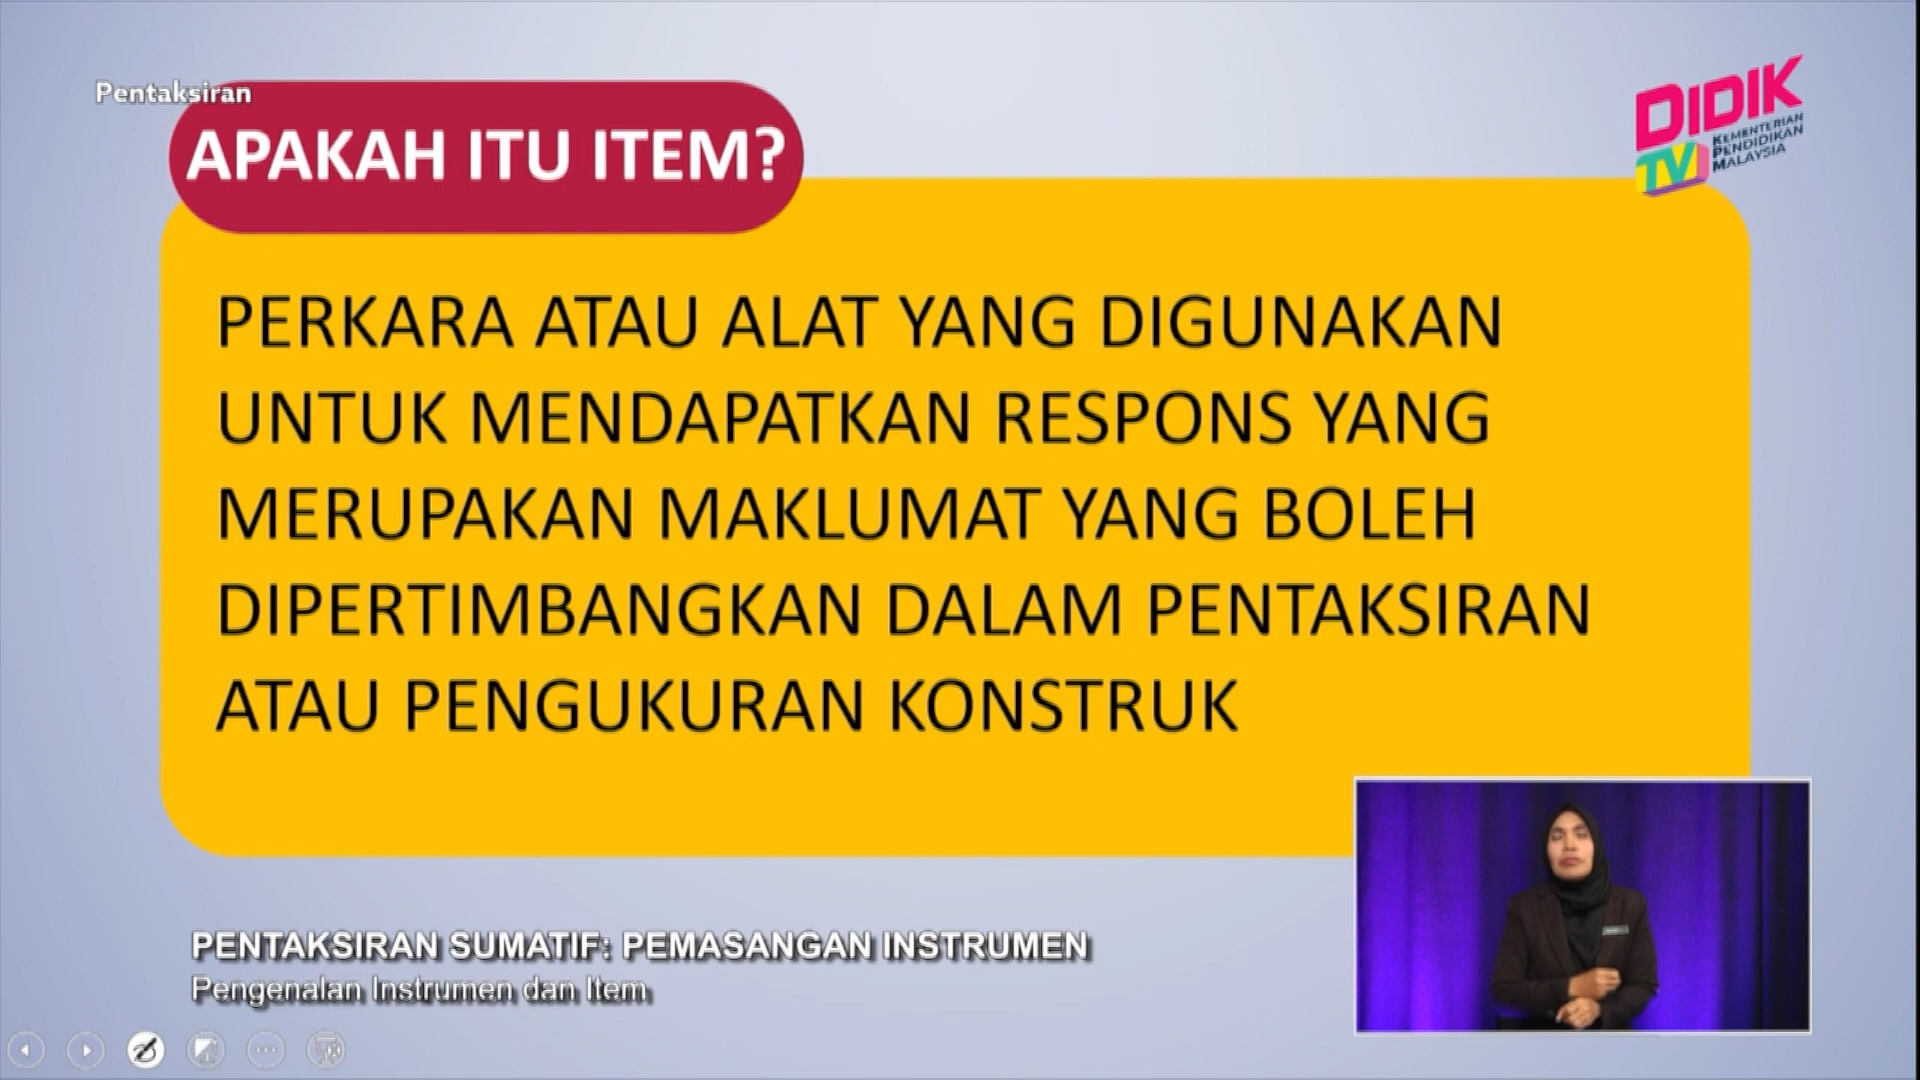 Pentaksiran
APAKAH ITU ITEM?
DIDIK
TV
KEMENTERIAN
PENDIDIKAN
MALAYSIA
PERKARA ATAU ALAT YANG DIGUNAKAN
UNTUK MENDAPATKAN RESPONS YANG
MERUPAKAN MAKLUMAT YANG BOLEH
DIPERTIMBANGKAN DALAM PENTAKSIRAN
ATAU PENGUKURAN KONSTRUK
PENTAKSIRAN SUMATIF: PEMASANGAN INSTRUMEN
Pengenalan Instrumen dan Item